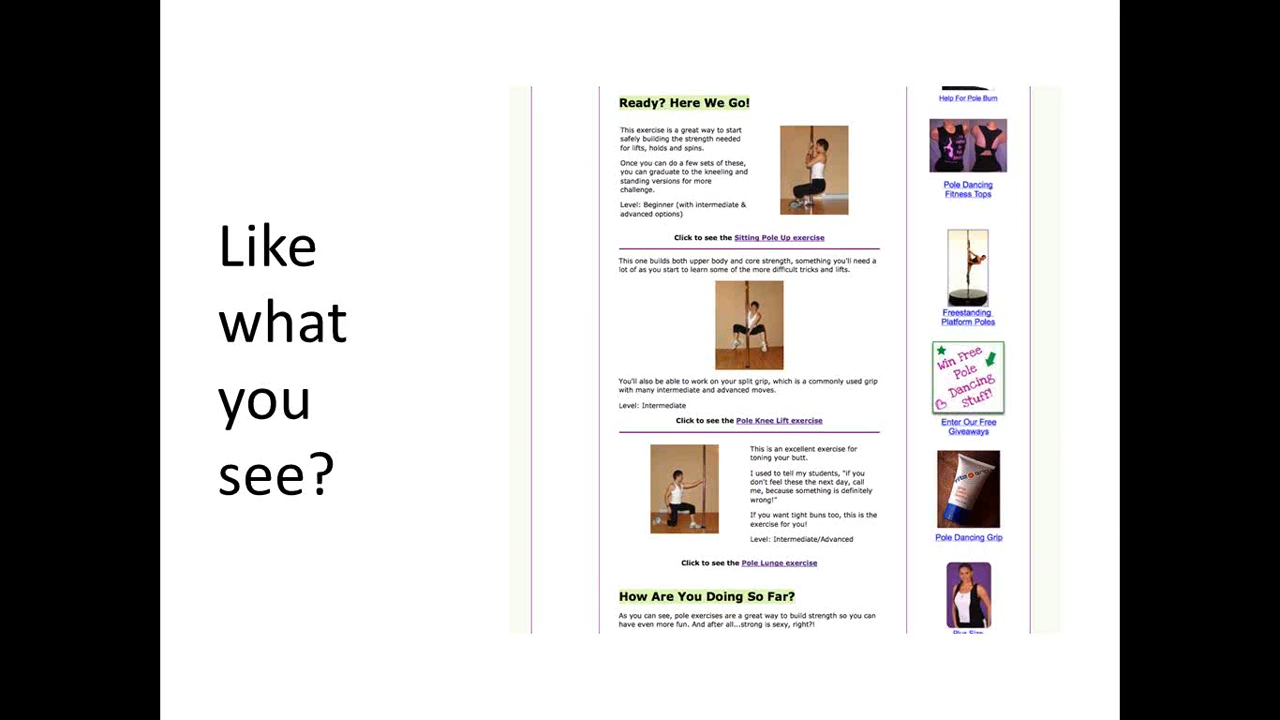 Like
what
you
see?
Ready? Here We Go!
This exercise is a great way to start
safely building the strength needed
for lifts, holds and spins.
Once you can do a few sets of these,
you can graduate to the kneeling and
standing versions for more
challenge.
Level: Beginner (with intermediate &
advanced options)
Click to see the Sitting Pole Up exercise
This one builds both upper body and core strength, something you'll need a
lot of as you start to learn some of the more difficult tricks and lifts.
You'll also be able to work on your split grip, which is a commonly used grip
with many intermediate and advanced moves.
Level: Intermediate
Click to see the Pole Knee Lift exercise
This is an excellent exercise for
toning your butt.
I used to tell my students, "if you
don't feel these the next day, call
me, because something is definitely
wrong!"
If you want tight buns too, this is the
exercise for you!
Level: Intermediate/Advanced
Click to see the Pole Lunge exercise
How Are You Doing So Far?
As you can see, pole exercises are a great way to build strength so you can
have even more fun. And after all...strong is sexy, right?!
Help For Pole Burn
Pole Dancing
Fitness Tops
Freestanding
Platform Poles
Win Free
Pole
Dancing
Stuff!
Enter Our Free
Giveaways
Pole Dancing Grip
Plus Size